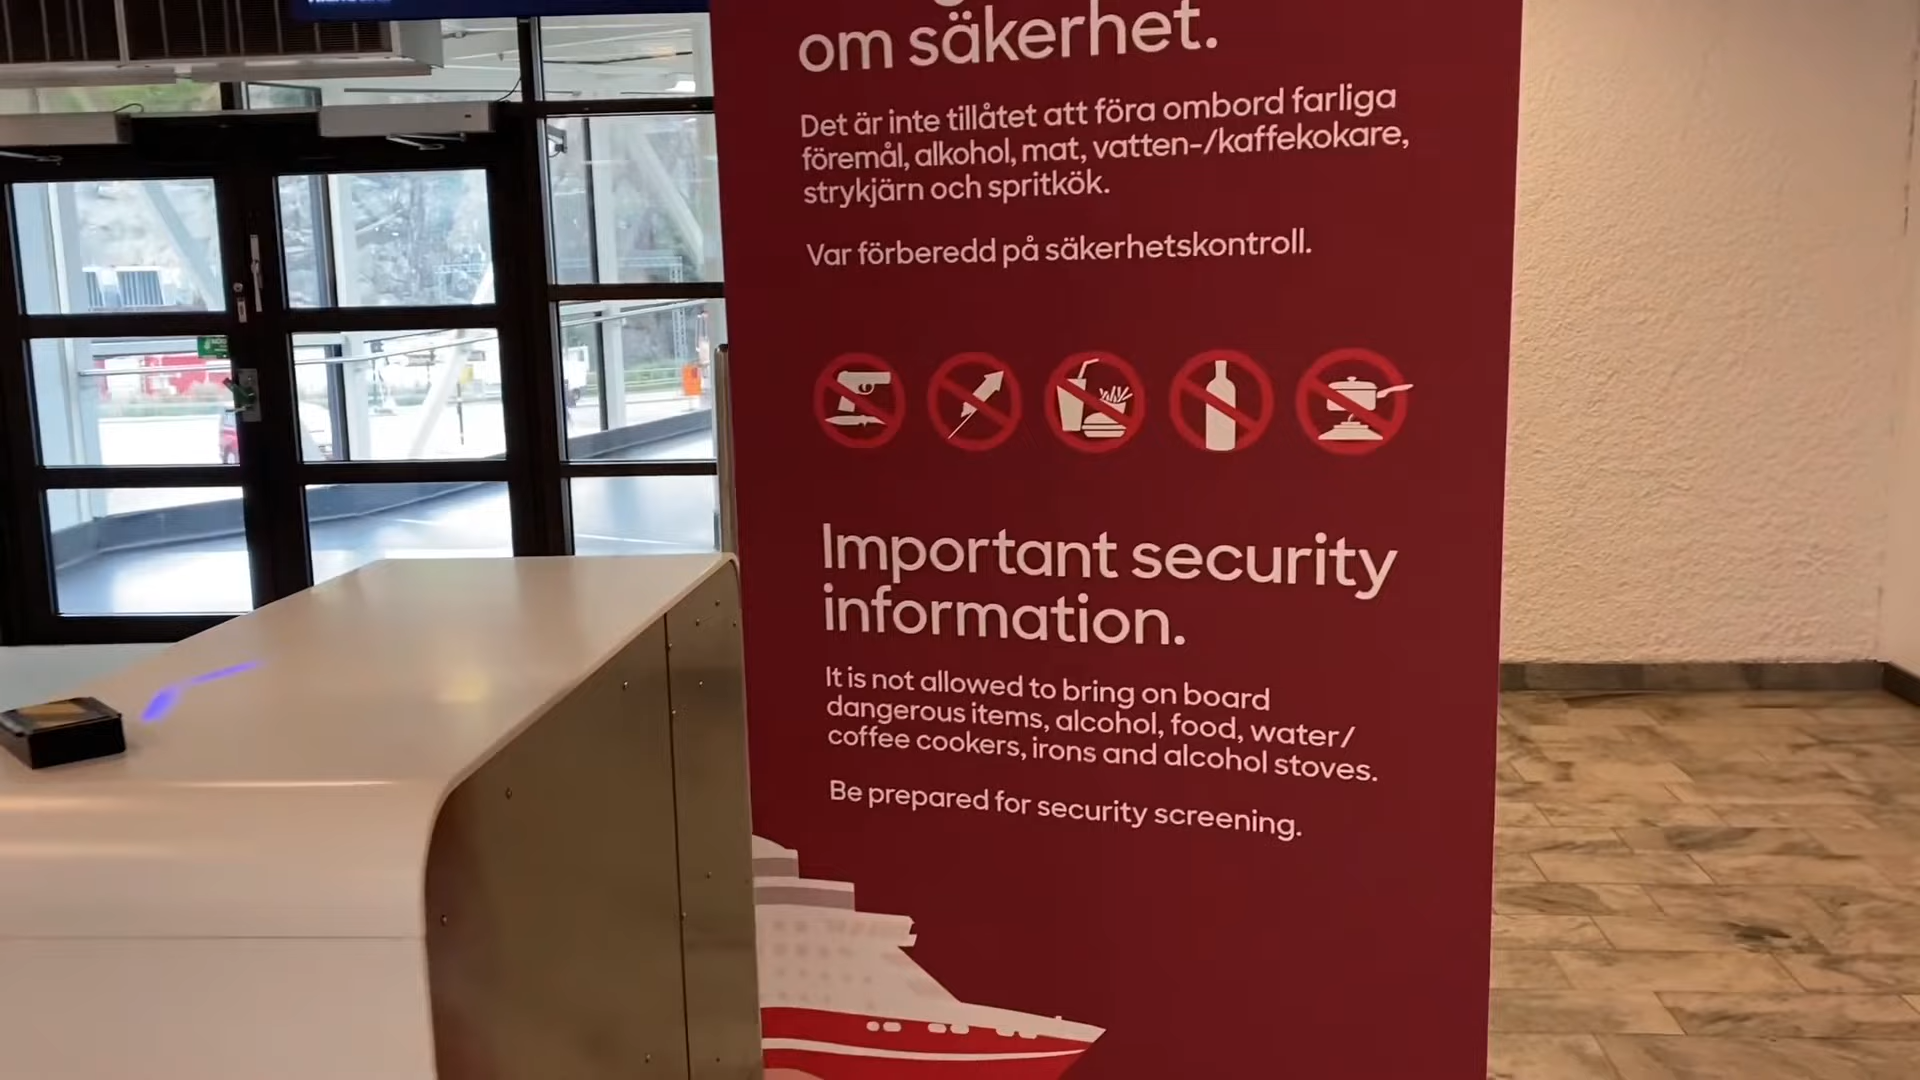 om säkerhet.
Det är inte tillåtet att föra ombord farliga
föremål, alkohol, mat, vatten-/kaffekokare,
strykjärn och spritkök.
Var förberedd på säkerhetskontroll.
Important security
information.
It is not allowed to bring on board
dangerous items, alcohol, food, water/
coffee cookers, irons and alcohol stoves.
Be prepared for security screening.